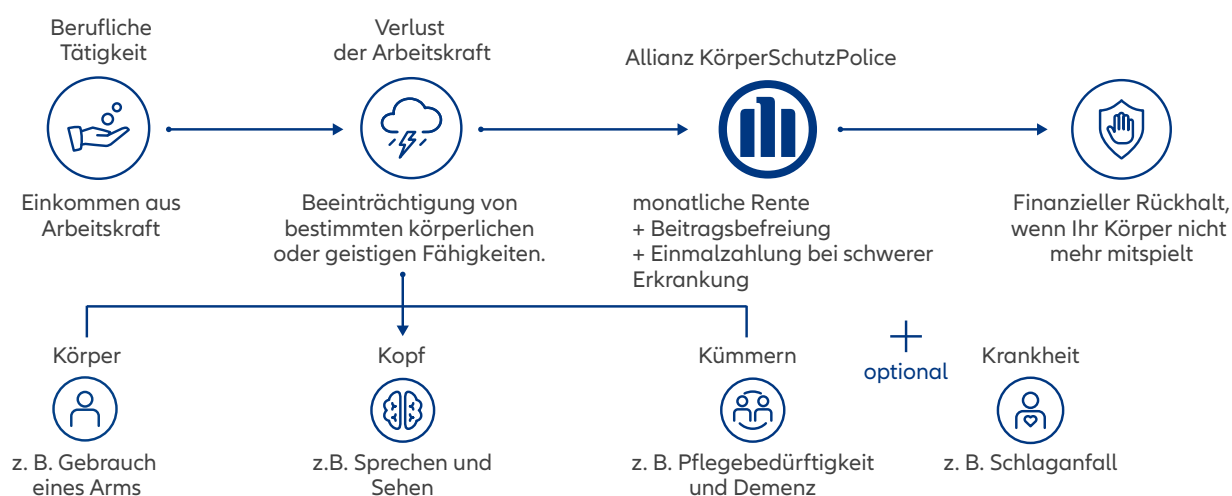 Berufliche
Tätigkeit
Einkommen aus
Arbeitskraft
Verlust
der Arbeitskraft
Beeinträchtigung von
bestimmten körperlichen
oder geistigen Fähigkeiten.
Allianz KörperSchutzPolice
monatliche Rente
+ Beitragsbefreiung
+ Einmalzahlung bei schwerer
Erkrankung
Finanzieller Rückhalt,
wenn Ihr Körper nicht
mehr mitspielt
Körper
z. B. Gebrauch
eines Arms
Kopf
z.B. Sprechen und
Sehen
Kümmern
z. B. Pflegebedürftigkeit
und Demenz
+
optional
Krankheit
z. B. Schlaganfall